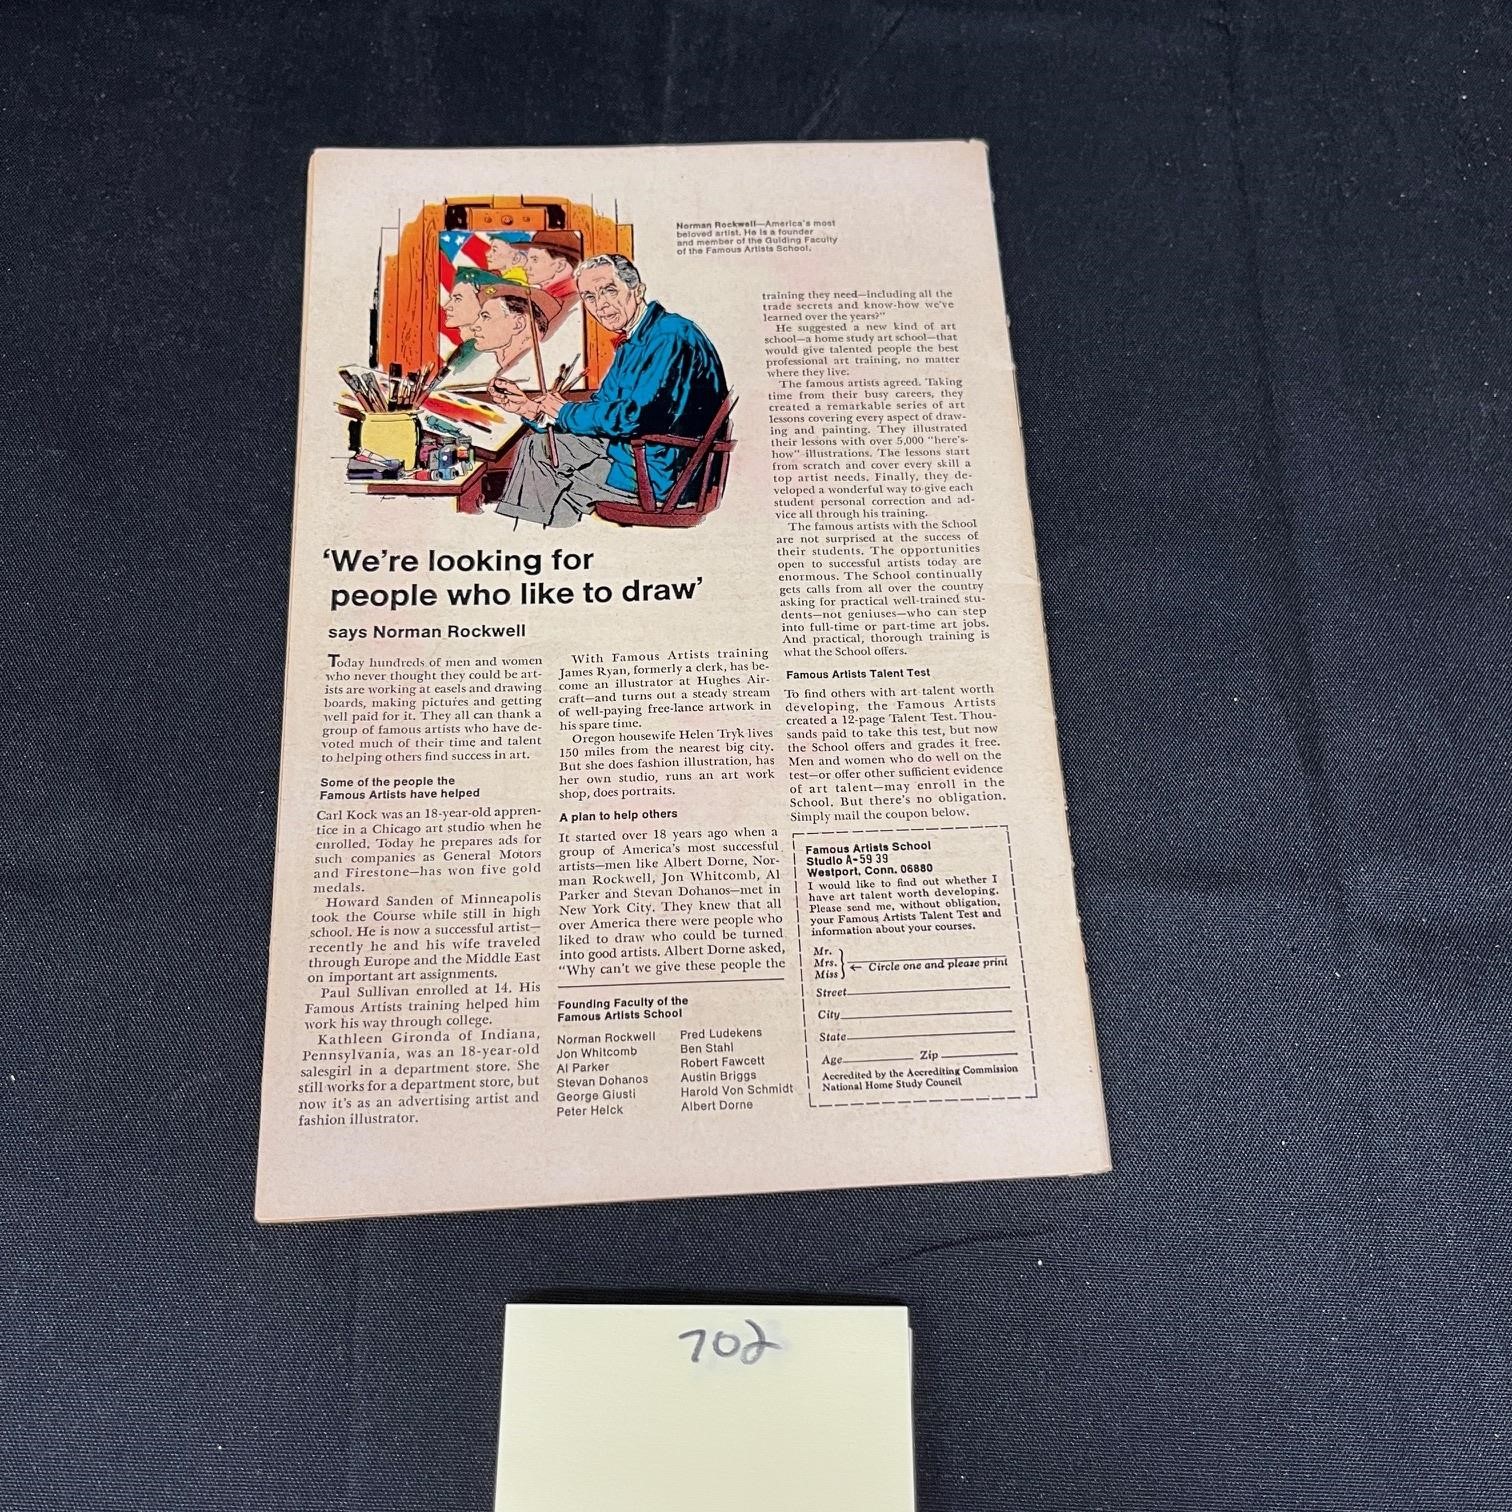 Norman Rockwell—America's most
beloved artist. He is a founder
and member of the Guiding Faculty
of the Famous Artists School.
'We're looking for
people who like to draw'
says Norman Rockwell
Today hundreds of men and women
who never thought they could be art-
ists are working at easels and drawing
boards, making pictures and getting
well paid for it. They all can thank a
group of famous artists who have de-
voted much of their time and talent
to helping others find success in art.
Some of the people the
Famous Artists have helped
Carl Kock was an 18-year-old appren-
tice in a Chicago art studio when he
enrolled. Today he prepares ads for
such companies as General Motors
and Firestone—has won five gold
medals.
Howard Sanden of Minneapolis
took the Course while still in high
school. He is now a successful artist—
recently he and his wife traveled
through Europe and the Middle East
on important art assignments.
Paul Sullivan enrolled at 14. His
Famous Artists training helped him
work his way through college.
Kathleen Gironda of Indiana,
Pennsylvania, was an 18-year-old
salesgirl in a department store. She
still works for a department store, but
now it's as an advertising artist and
fashion illustrator.
With Famous Artists training
James Ryan, formerly a clerk, has be-
come an illustrator at Hughes Air-
craft—and turns out a steady stream
of well-paying free-lance artwork in
his spare time.
Oregon housewife Helen Tryk lives
150 miles from the nearest big city.
But she does fashion illustration, has
her own studio, runs an art work
shop, does portraits.
A plan to help others
It started over 18 years ago when a
group of America's most successful
artists—men like Albert Dorne, Nor-
man Rockwell, Jon Whitcomb, Al
Parker and Stevan Dohanos—met in
New York City. They knew that all
over America there were people who
liked to draw who could be turned
into good artists. Albert Dorne asked,
"Why can't we give these people the
training they need—including all the
trade secrets and know-how we've
learned over the years?"
He suggested a new kind of art
school—a home study art school—that
would give talented people the best
professional art training, no matter
where they live.
The famous artists agreed. Taking
time from their busy careers, they
created a remarkable series of art
lessons covering every aspect of draw-
ing and painting. They illustrated
their lessons with over 5,000 "here's-
how" illustrations. The lessons start
from scratch and cover every skill a
top artist needs. Finally, they de-
veloped a wonderful way to give each
student personal correction and ad-
vice all through his training.
The famous artists with the School
are not surprised at the success of
their students. The opportunities
open to successful artists today are
enormous. The School continually
gets calls from all over the country
asking for practical well-trained stu-
dents—not geniuses—who can step
into full-time or part-time art jobs.
And practical, thorough training is
what the School offers.
Famous Artists Talent Test
To find others with art talent worth
developing, the Famous Artists
created a 12-page Talent Test. Thou-
sands paid to take this test, but now
the School offers and grades it free.
Men and women who do well on the
test—or offer other sufficient evidence
of art talent—may enroll in the
School. But there's no obligation.
Simply mail the coupon below.
Founding Faculty of the
Famous Artists School
Norman Rockwell
Jon Whitcomb
Al Parker
Stevan Dohanos
George Giusti
Peter Helck
Fred Ludekens
Ben Stahl
Robert Fawcett
Austin Briggs
Harold Von Schmidt
Albert Dorne
Famous Artists School
Studio A-59 39
Westport, Conn. 06880
I would like to find out whether I
have art talent worth developing.
Please send me, without obligation,
your Famous Artists Talent Test and
information about your courses.
Mr.
Mrs. ← Circle one and please print
Miss
Street
City
State
Age Zip
Accredited by the Accrediting Commission
National Home Study Council
702